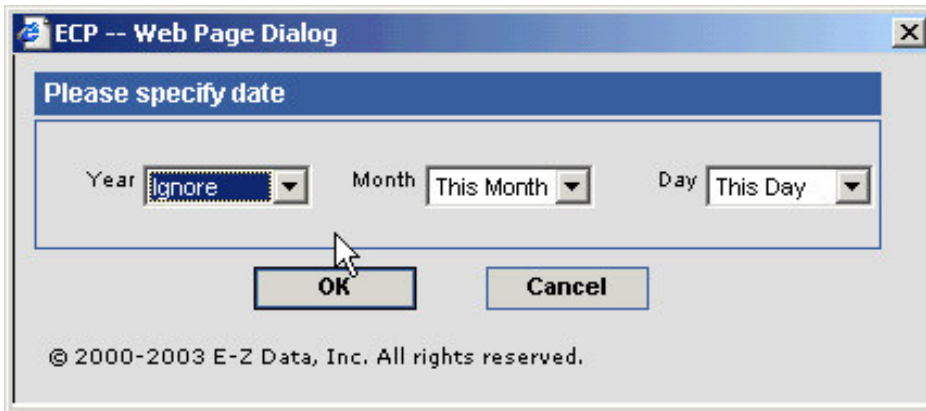 ECP -- Web Page Dialog
Please specify date
Year Ignore Month This Month Day This Day
OK Cancel
© 2000-2003 E-Z Data, Inc. All rights reserved.